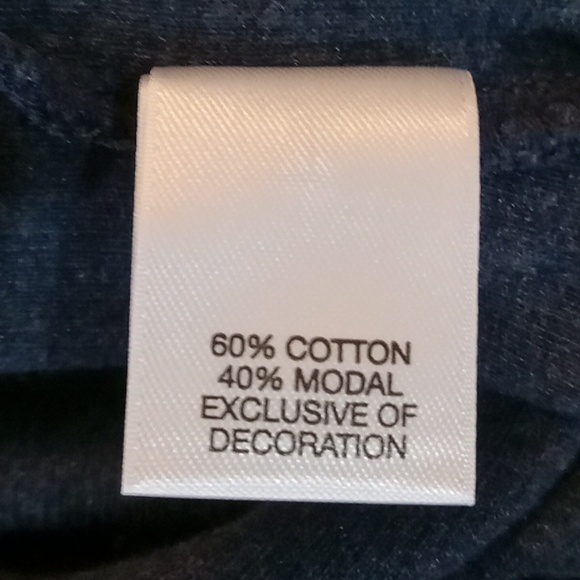 60% COTTON
40% MODAL
EXCLUSIVE OF
DECORATION